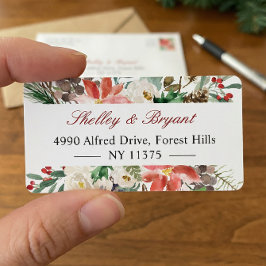 Shelley & Bryant
4990 Alfred Drive, Forest Hills
NY 11375